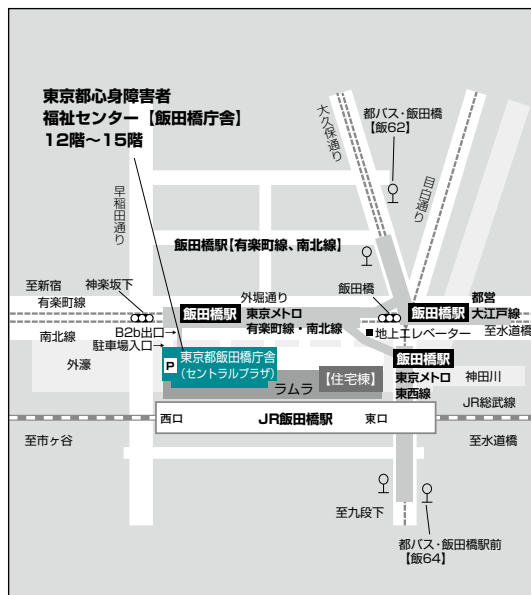 東京都心身障害者
福祉センター【飯田橋庁舎】
12階〜15階
大久保通り
都バス・飯田橋
【飯62】
目白通り
早稲田通り
飯田橋駅【有楽町線、南北線】
至新宿
神楽坂下
有楽町線
外堀通り
飯田橋
飯田橋駅
東京メトロ
有楽町線・南北線
飯田橋駅
都営
大江戸線
B2b出口→
南北線
■地上エレベーター
至水道橋
駐車場入口→
外濠
P
東京都飯田橋庁舎
(セントラルプラザ)
飯田橋駅
東京メトロ
東西線
神田川
【住宅棟】
ラムラ
JR総武線
西口
JR飯田橋駅
東口
至市ヶ谷
至水道橋
至九段下
都バス・飯田橋駅前
【飯64】